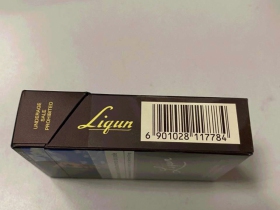 UNDERAGE
SALE
PROHIBITED
Liqun
6 901028 117784